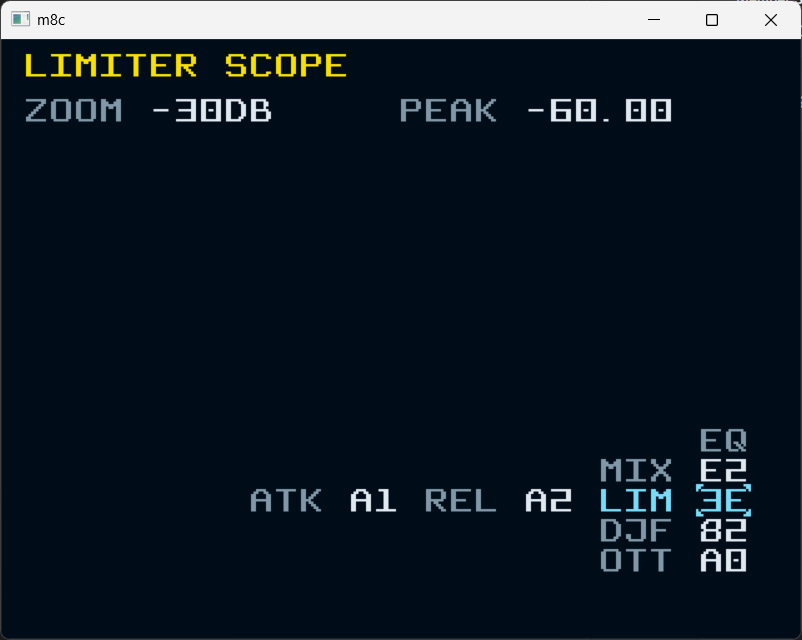 m8c
LIMITER SCOPE
ZOOM -30DB PEAK -60.00
EQ
MIX E2
ATK A1 REL A2 LIM 3E
DJF 82
OTT A0